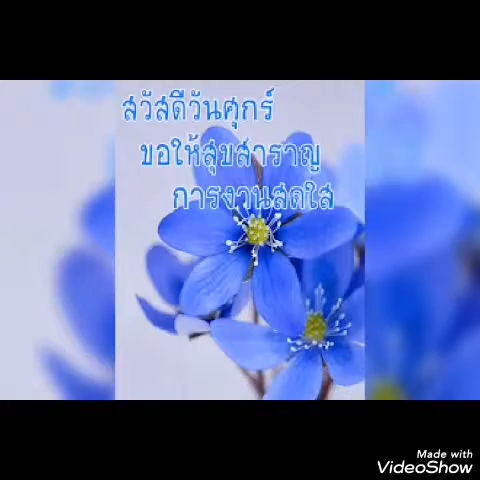 สวัสดีวันศุกร์
ขอให้สุขสาราญ
การงานสดใส
Made with
VideoShow